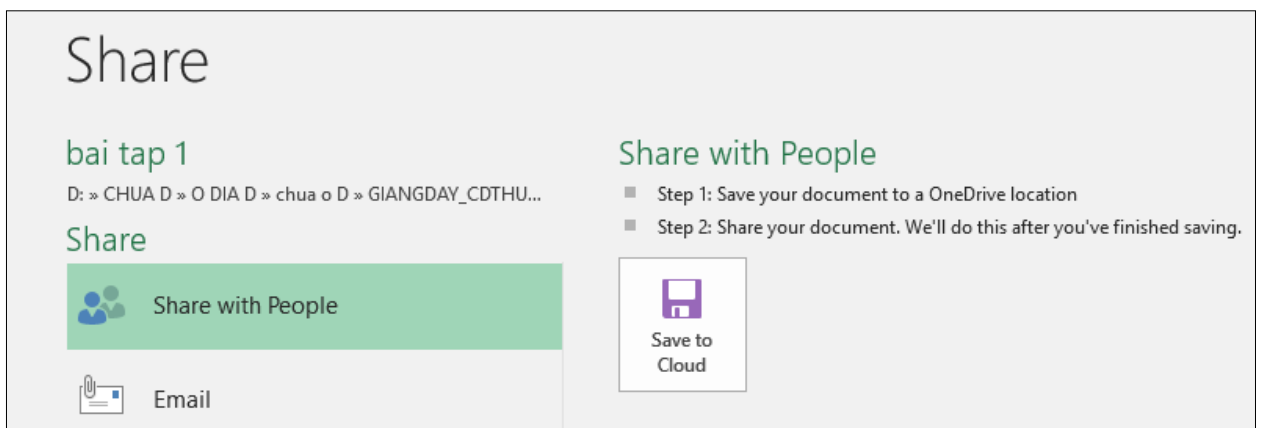 Share
bai tap 1
D: » CHUA D » O DIA D » chua o D » GIANGDAY_CDTHU...
Share
Share with People
Email
Share with People
Step 1: Save your document to a OneDrive location
Step 2: Share your document. We'll do this after you've finished saving.
Save to
Cloud